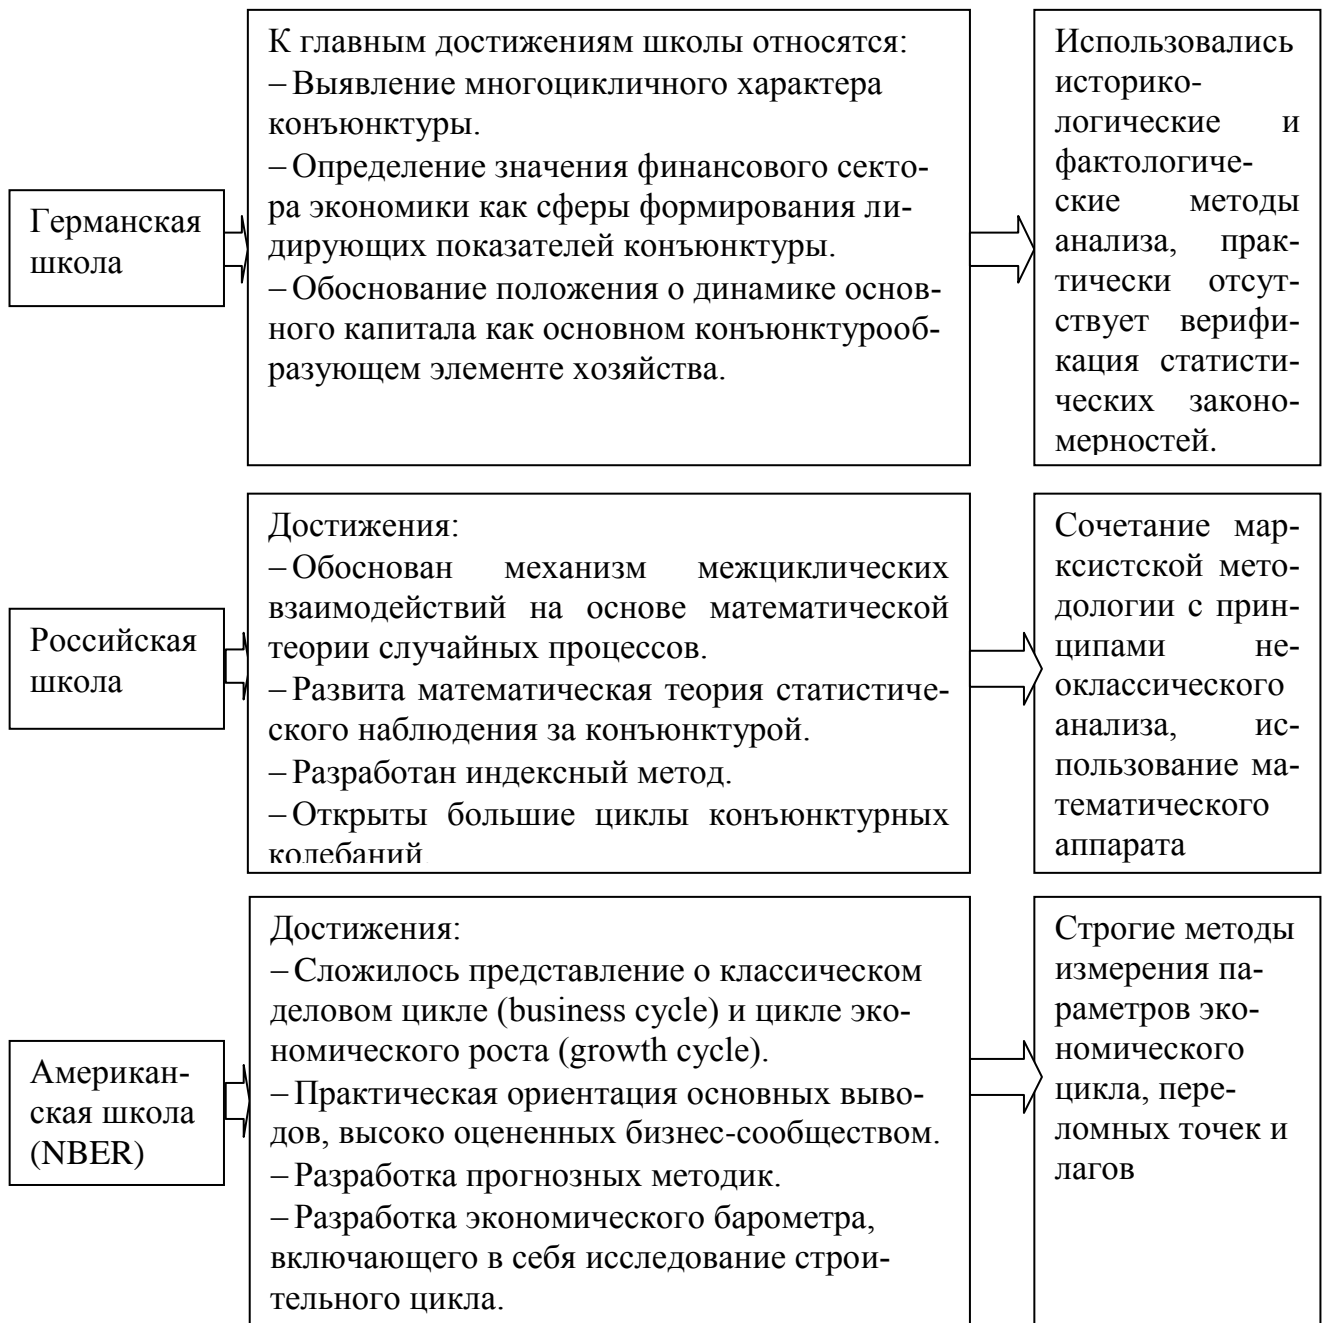 Германская
школа
К главным достижениям школы относятся:
– Выявление многоцикличного характера
конъюнктуры.
– Определение значения финансового секто-
ра экономики как сферы формирования ли-
дирующих показателей конъюнктуры.
– Обоснование положения о динамике основ-
ного капитала как основном конъюнктурооб-
разующем элементе хозяйства.
Использовались
историко-
логические и
фактологиче-
ские методы
анализа, прак-
тически отсут-
ствует верифи-
кация статисти-
ческих законо-
мерностей.
Российская
школа
Достижения:
– Обоснован механизм межциклических
взаимодействий на основе математической
теории случайных процессов.
– Развита математическая теория статистиче-
ского наблюдения за конъюнктурой.
– Разработан индексный метод.
– Открыты большие циклы конъюнктурных
колебаний.
Сочетание мар-
ксистской мето-
дологии с прин-
ципами не-
оклассического
анализа, ис-
пользование ма-
тематического
аппарата
Американ-
ская школа
(NBER)
Достижения:
– Сложилось представление о классическом
деловом цикле (business cycle) и цикле эко-
номического роста (growth cycle).
– Практическая ориентация основных выво-
дов, высоко оцененных бизнес-сообществом.
– Разработка прогнозных методик.
– Разработка экономического барометра,
включающего в себя исследование строи-
тельного цикла.
Строгие методы
измерения па-
раметров эко-
номического
цикла, пере-
ломных точек и
лагов